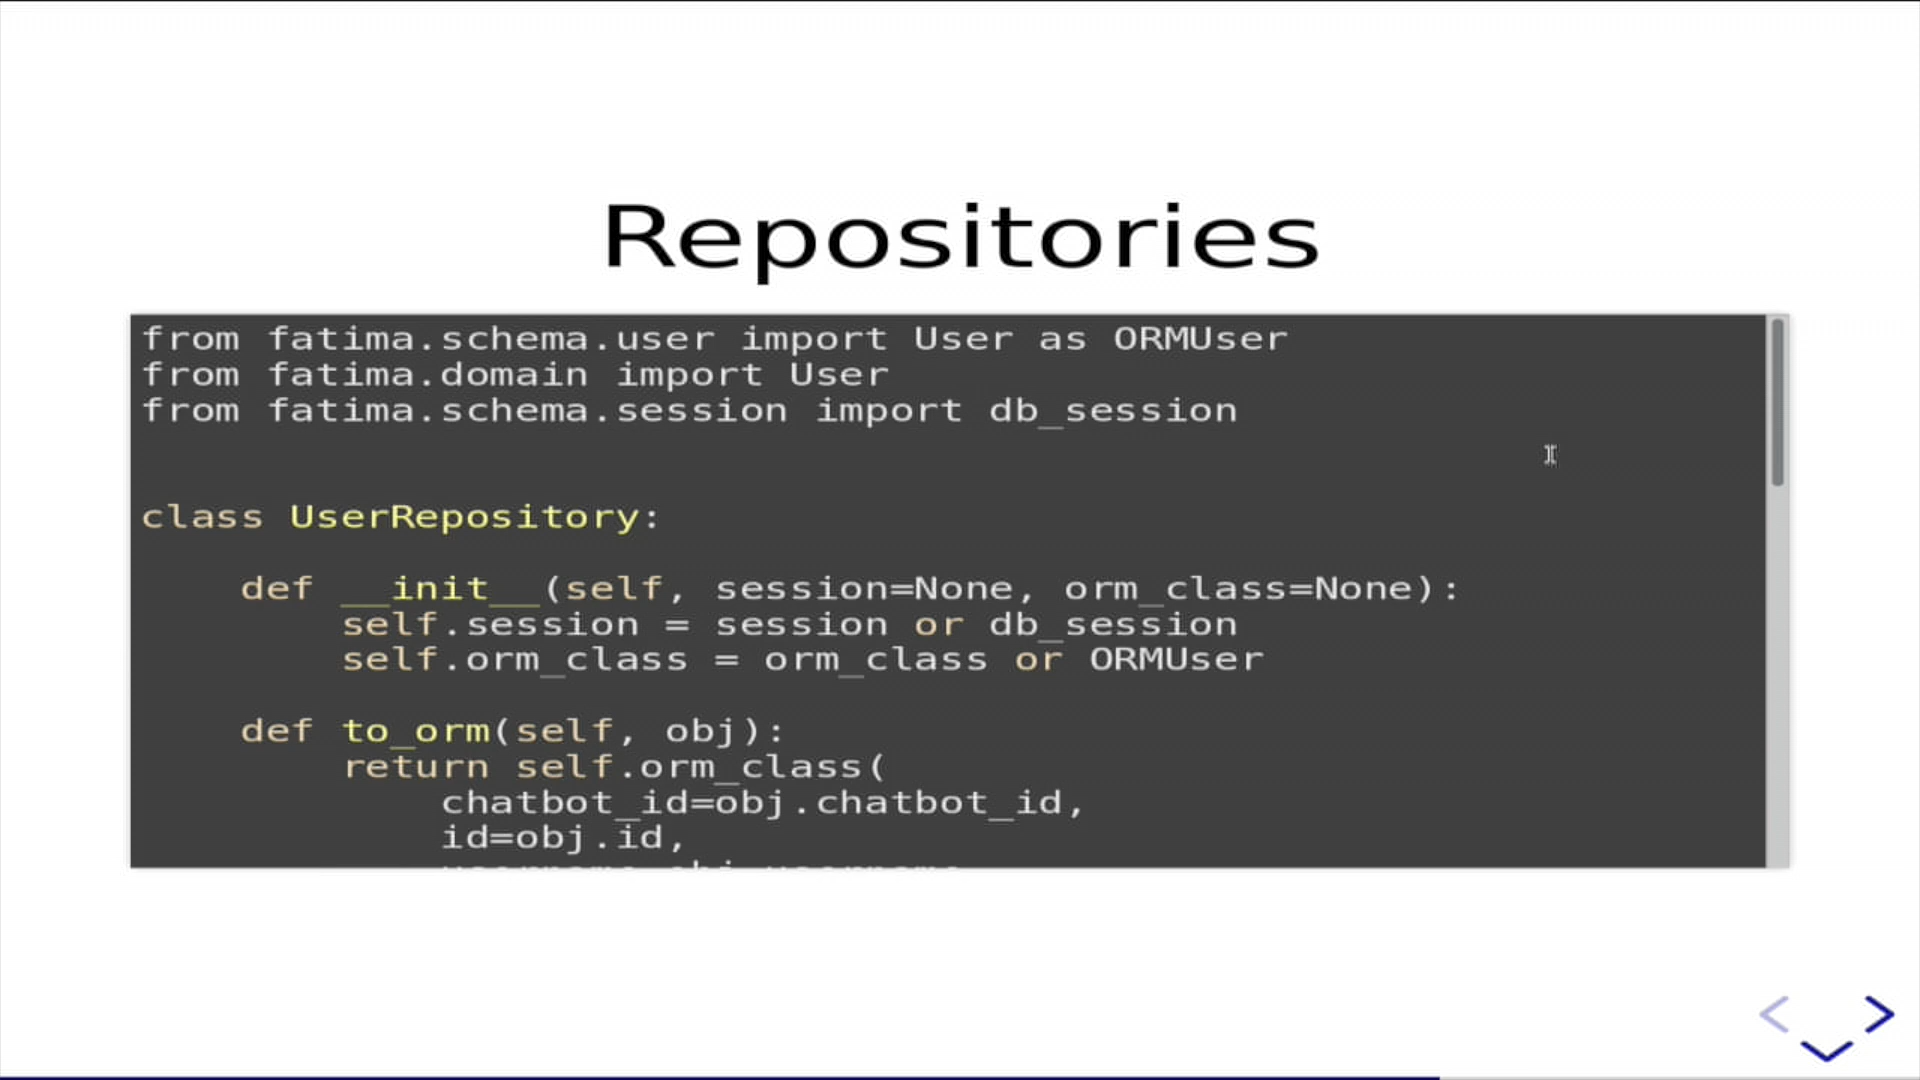 Repositories
from fatima.schema.user import User as ORMUser
from fatima.domain import User
from fatima.schema.session import db_session
class UserRepository:
def __init__(self, session=None, orm_class=None):
self.session = session or db_session
self.orm_class = orm_class or ORMUser
def to_orm(self, obj):
return self.orm_class(
chatbot_id=obj.chatbot_id,
id=obj.id,